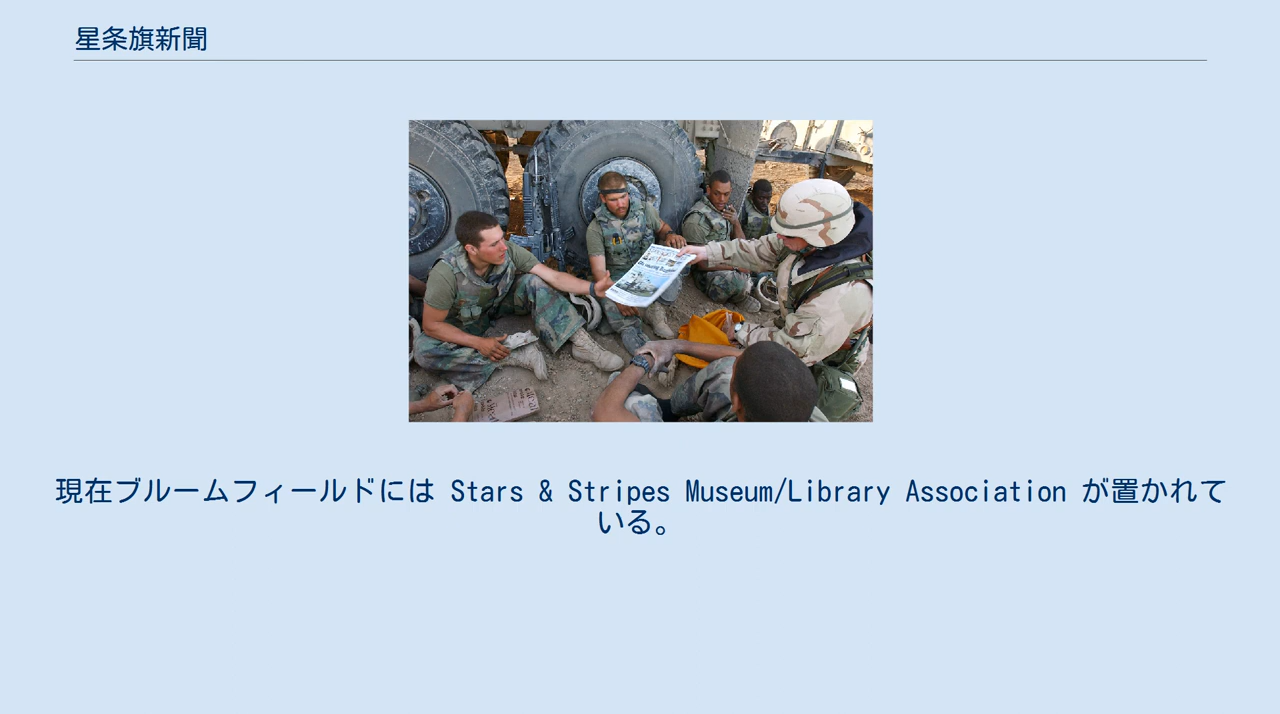 星条旗新聞
現在ブルームフィールドには Stars & Stripes Museum/Library Association が置かれて
いる。